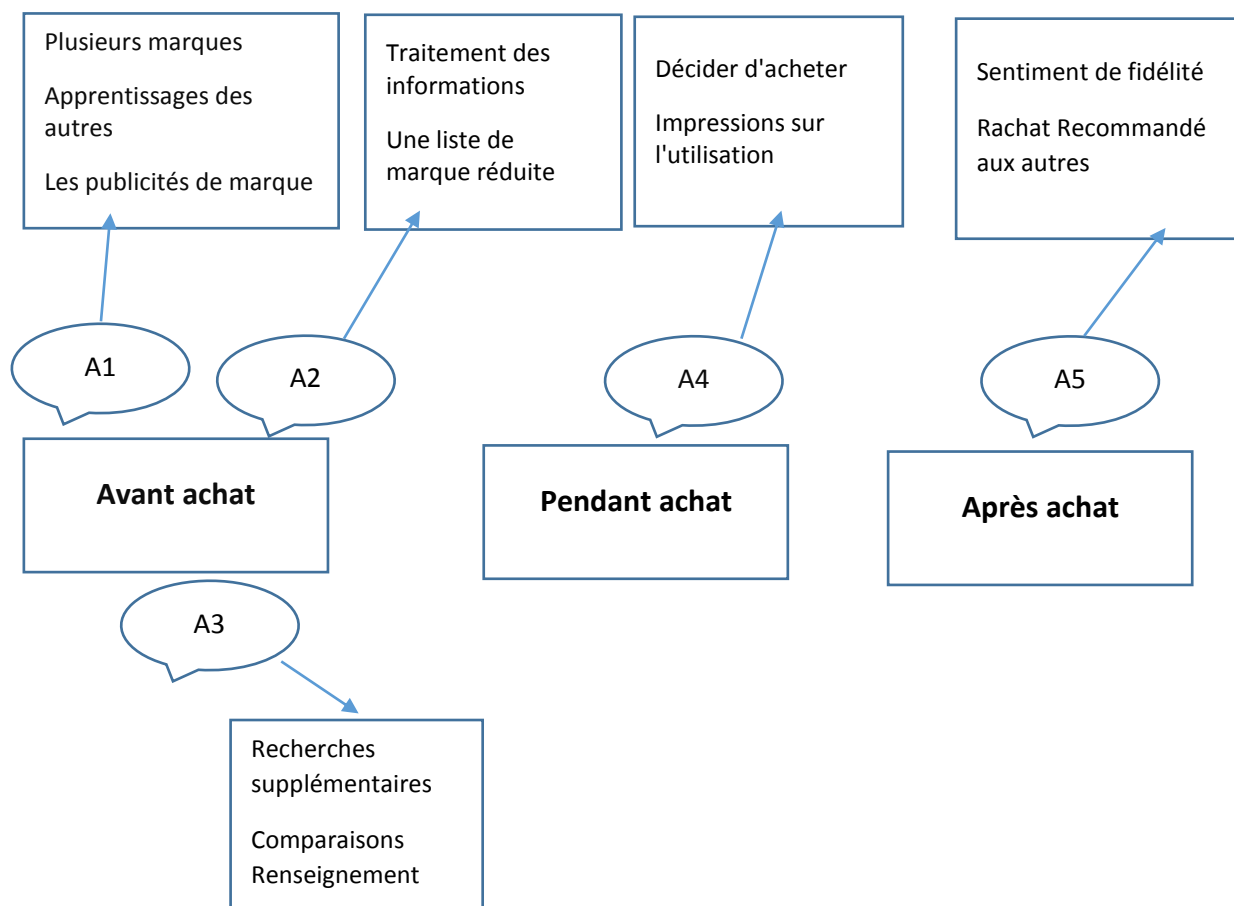 Plusieurs marques
Apprentissages des
autres
Les publicités de marque
Traitement des
informations
Une liste de
marque réduite
Décider d'acheter
Impressions sur
l'utilisation
Sentiment de fidélité
Rachat Recommandé
aux autres
A1
A2
A4
A5
Avant achat
Pendant achat
Après achat
A3
Recherches
supplémentaires
Comparaisons
Renseignement